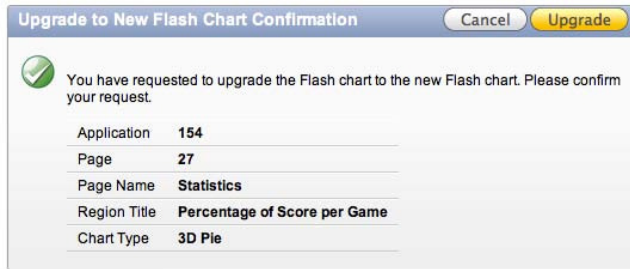 Upgrade to New Flash Chart Confirmation
Cancel
Upgrade
You have requested to upgrade the Flash chart to the new Flash chart. Please confirm
your request.
Application 154
Page 27
Page Name Statistics
Region Title Percentage of Score per Game
Chart Type 3D Pie